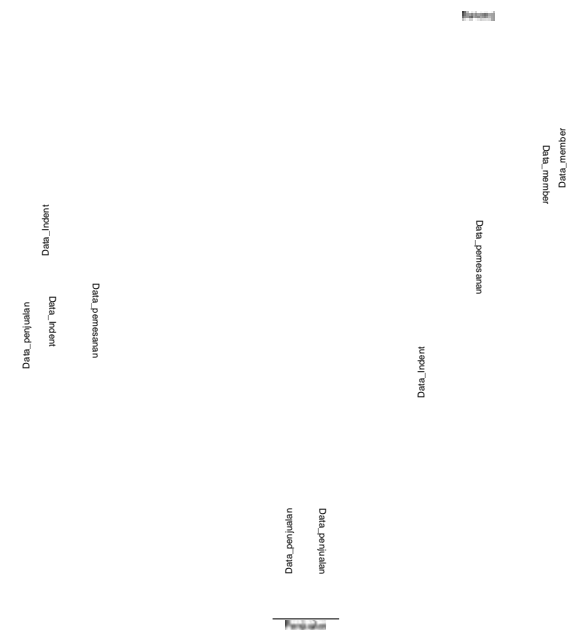 Data_member
Data_member
Data_Indent
Data_pemesanan
Data_pemesanan
Data_Indent
Data_penjualan
Data_Indent
Data_penjualan
Data_penjualan